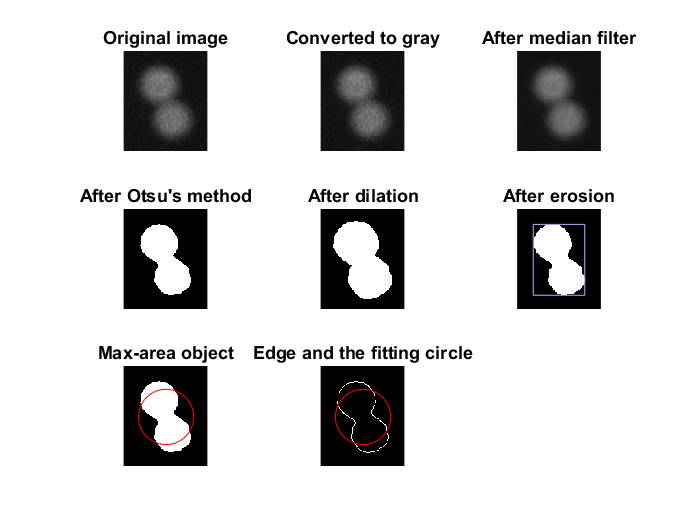 Original image
Converted to gray
After median filter
After Otsu's method
After dilation
After erosion
Max-area object
Edge and the fitting circle